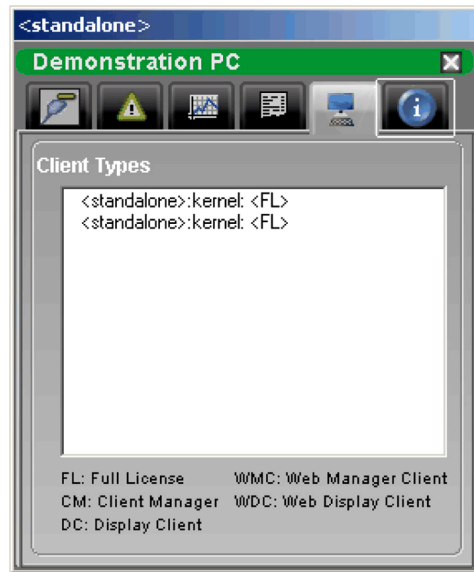 <standalone>
Demonstration PC
Client Types
<standalone>:kernel: <FL>
<standalone>:kernel: <FL>
FL: Full License WMC: Web Manager Client
CM: Client Manager WDC: Web Display Client
DC: Display Client